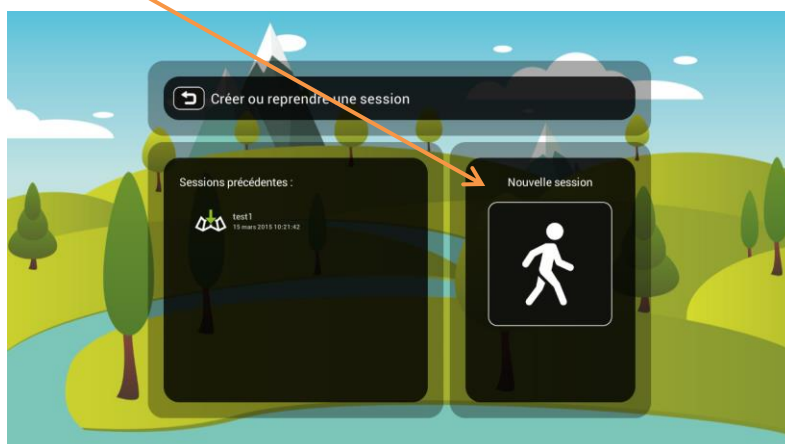 Créer ou reprendre une session
Sessions précédentes :
test1
15 mars 2015 10:21:42
Nouvelle session